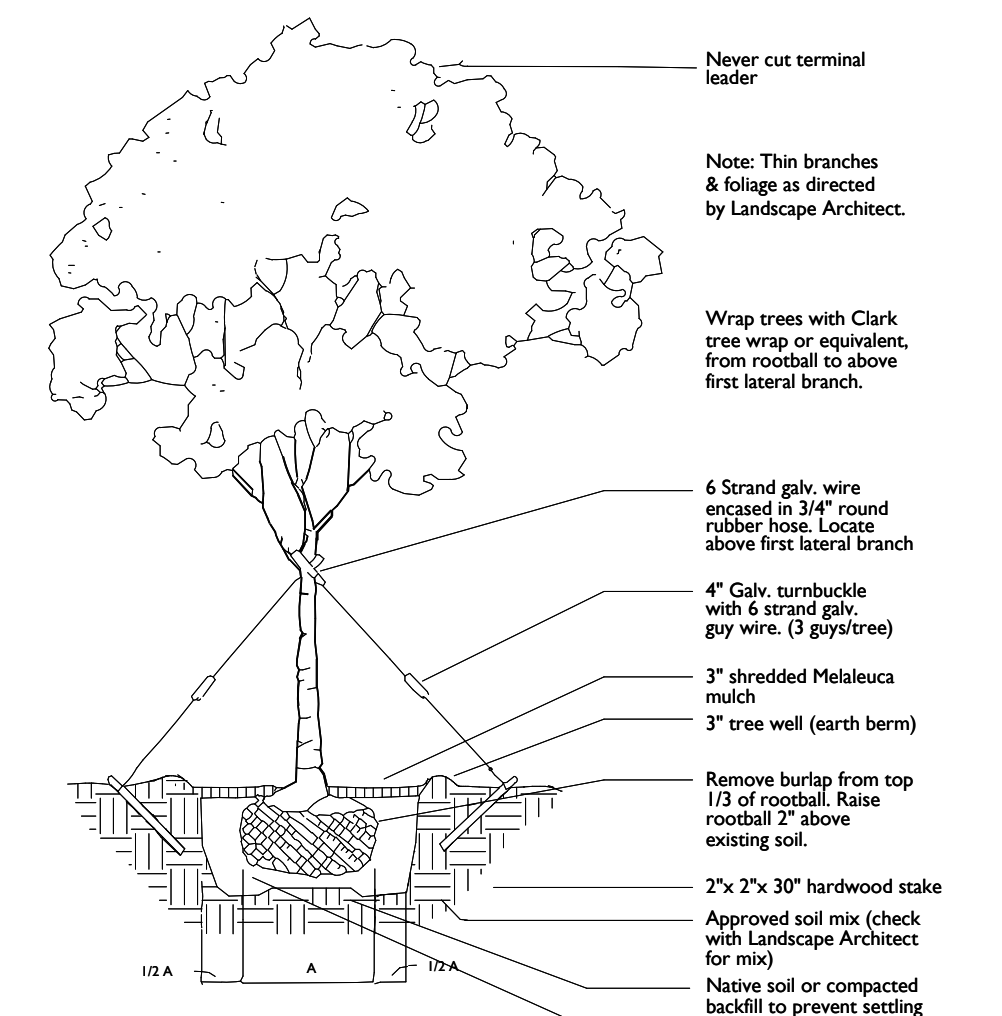 Never cut terminal
leader
Note: Thin branches
& foliage as directed
by Landscape Architect.
Wrap trees with Clark
tree wrap or equivalent,
from rootball to above
first lateral branch.
6 Strand galv. wire
encased in 3/4" round
rubber hose. Locate
above first lateral branch
4" Galv. turnbuckle
with 6 strand galv.
guy wire. (3 guys/tree)
3" shredded Melaleuca
mulch
3" tree well (earth berm)
Remove burlap from top
1/3 of rootball. Raise
rootball 2" above
existing soil.
2"x 2"x 30" hardwood stake
Approved soil mix (check
with Landscape Architect
for mix)
Native soil or compacted
backfill to prevent settling
1/2 A
A
1/2 A